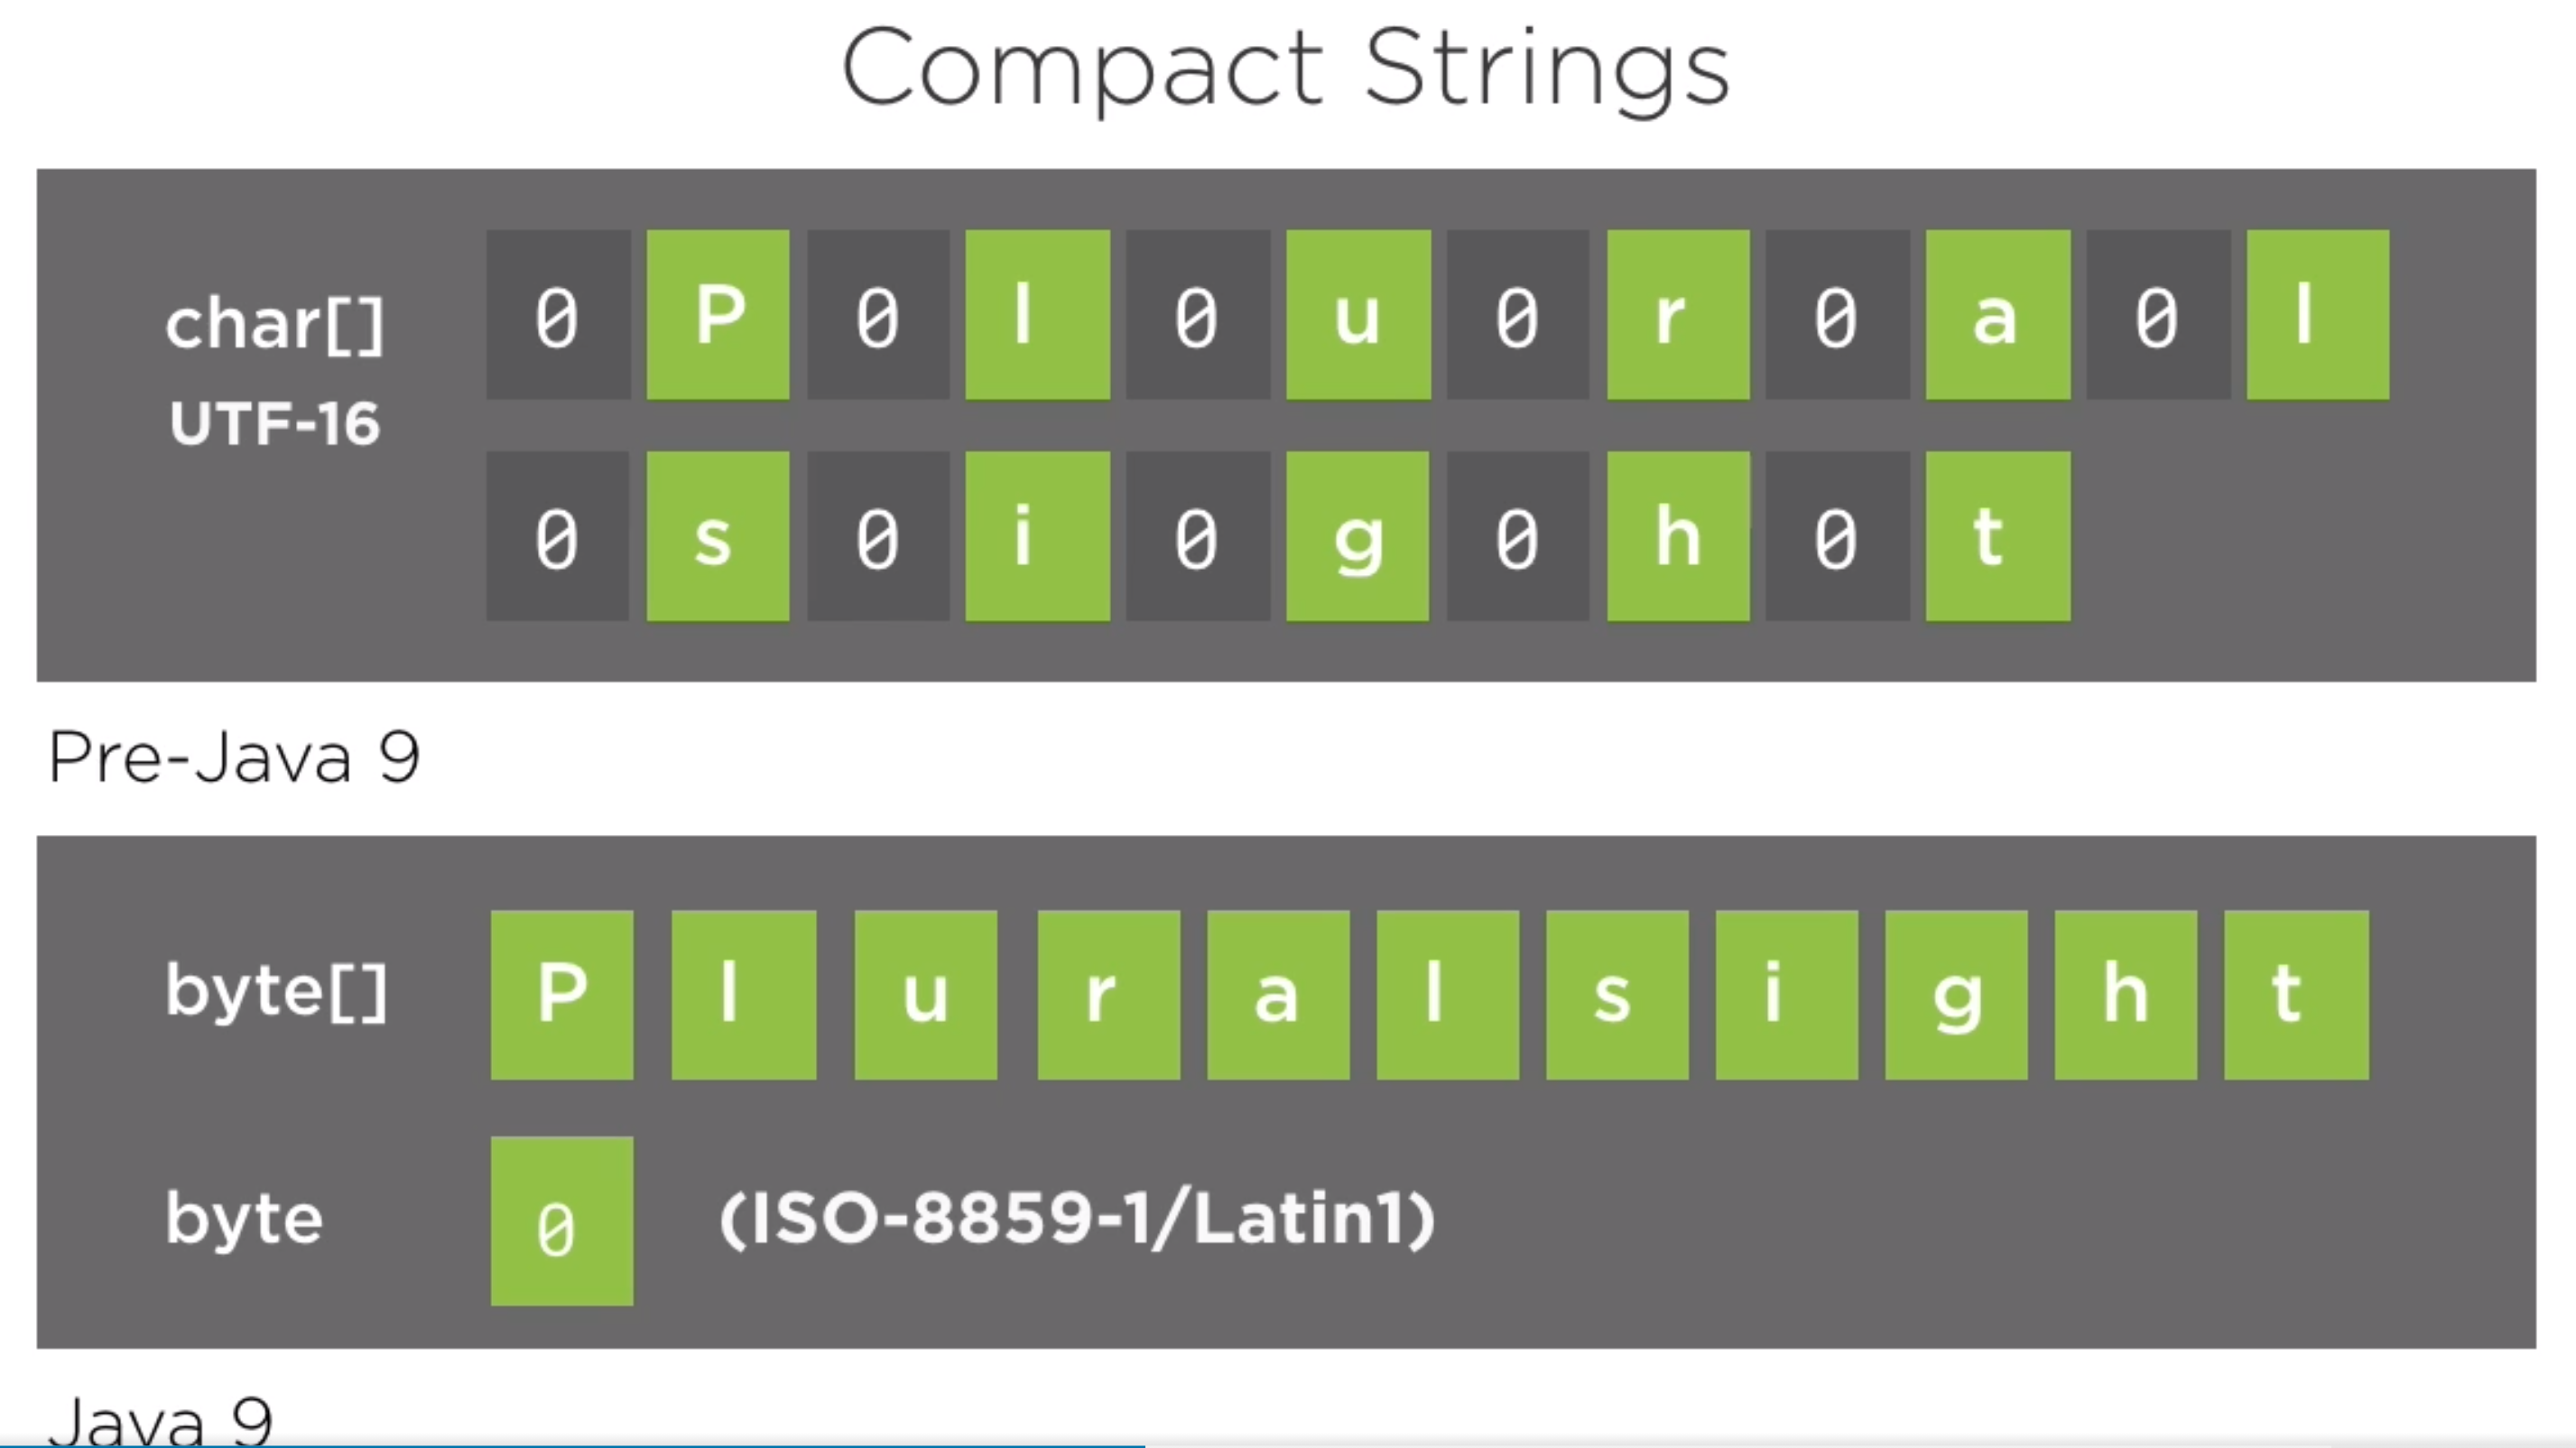 Compact Strings
char[]
UTF-16
0 P 0 l 0 u 0 r 0 a 0 l
0 s 0 i 0 g 0 h 0 t
Pre-Java 9
byte[] P l u r a l s i g h t
byte 0 (ISO-8859-1/Latin1)
Java 9